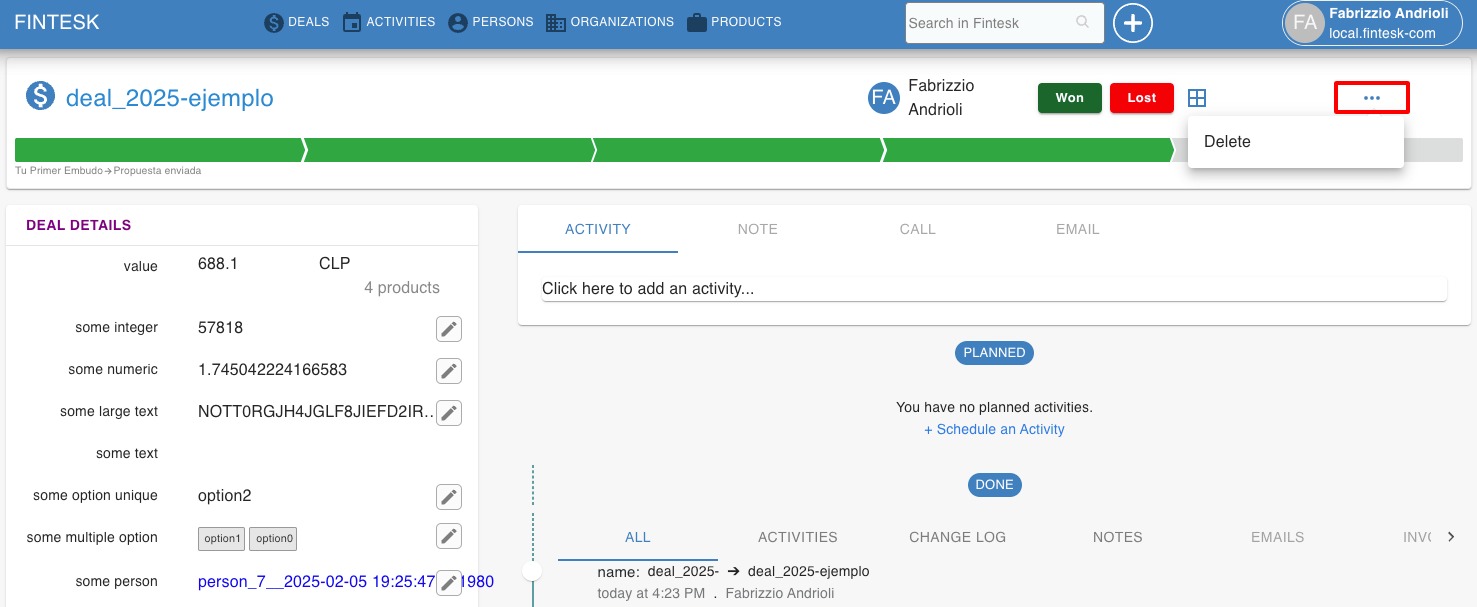 FINTESK
DEALS ACTIVITIES PERSONS ORGANIZATIONS PRODUCTS
Search in Fintesk
FA
Fabrizzio Andrioli
local.fintesk-com
deal_2025-ejemplo
FA
Fabrizzio
Andrioli
Won Lost ...
Delete
Tu Primer Embudo→Propuesta enviada
DEAL DETAILS
value 688.1 CLP
4 products
some integer 57818
some numeric 1.745042224166583
some large text NOTT0RGJH4JGLF8JIEFD2IR..
some text
some option unique option2
some multiple option option1 option0
some person person_7__2025-02-05 19:25:47 1980
ACTIVITY NOTE CALL EMAIL
Click here to add an activity...
PLANNED
You have no planned activities.
+ Schedule an Activity
DONE
ALL ACTIVITIES CHANGE LOG NOTES EMAILS INV
name: deal_2025- → deal_2025-ejemplo
today at 4:23 PM . Fabrizzio Andrioli